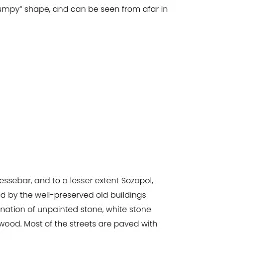 umpy” shape, and can be seen from afar in
essebar, and to a lesser extent Sozopol,
d by the well-preserved old buildings
nation of unpainted stone, white stone
wood. Most of the streets are paved with